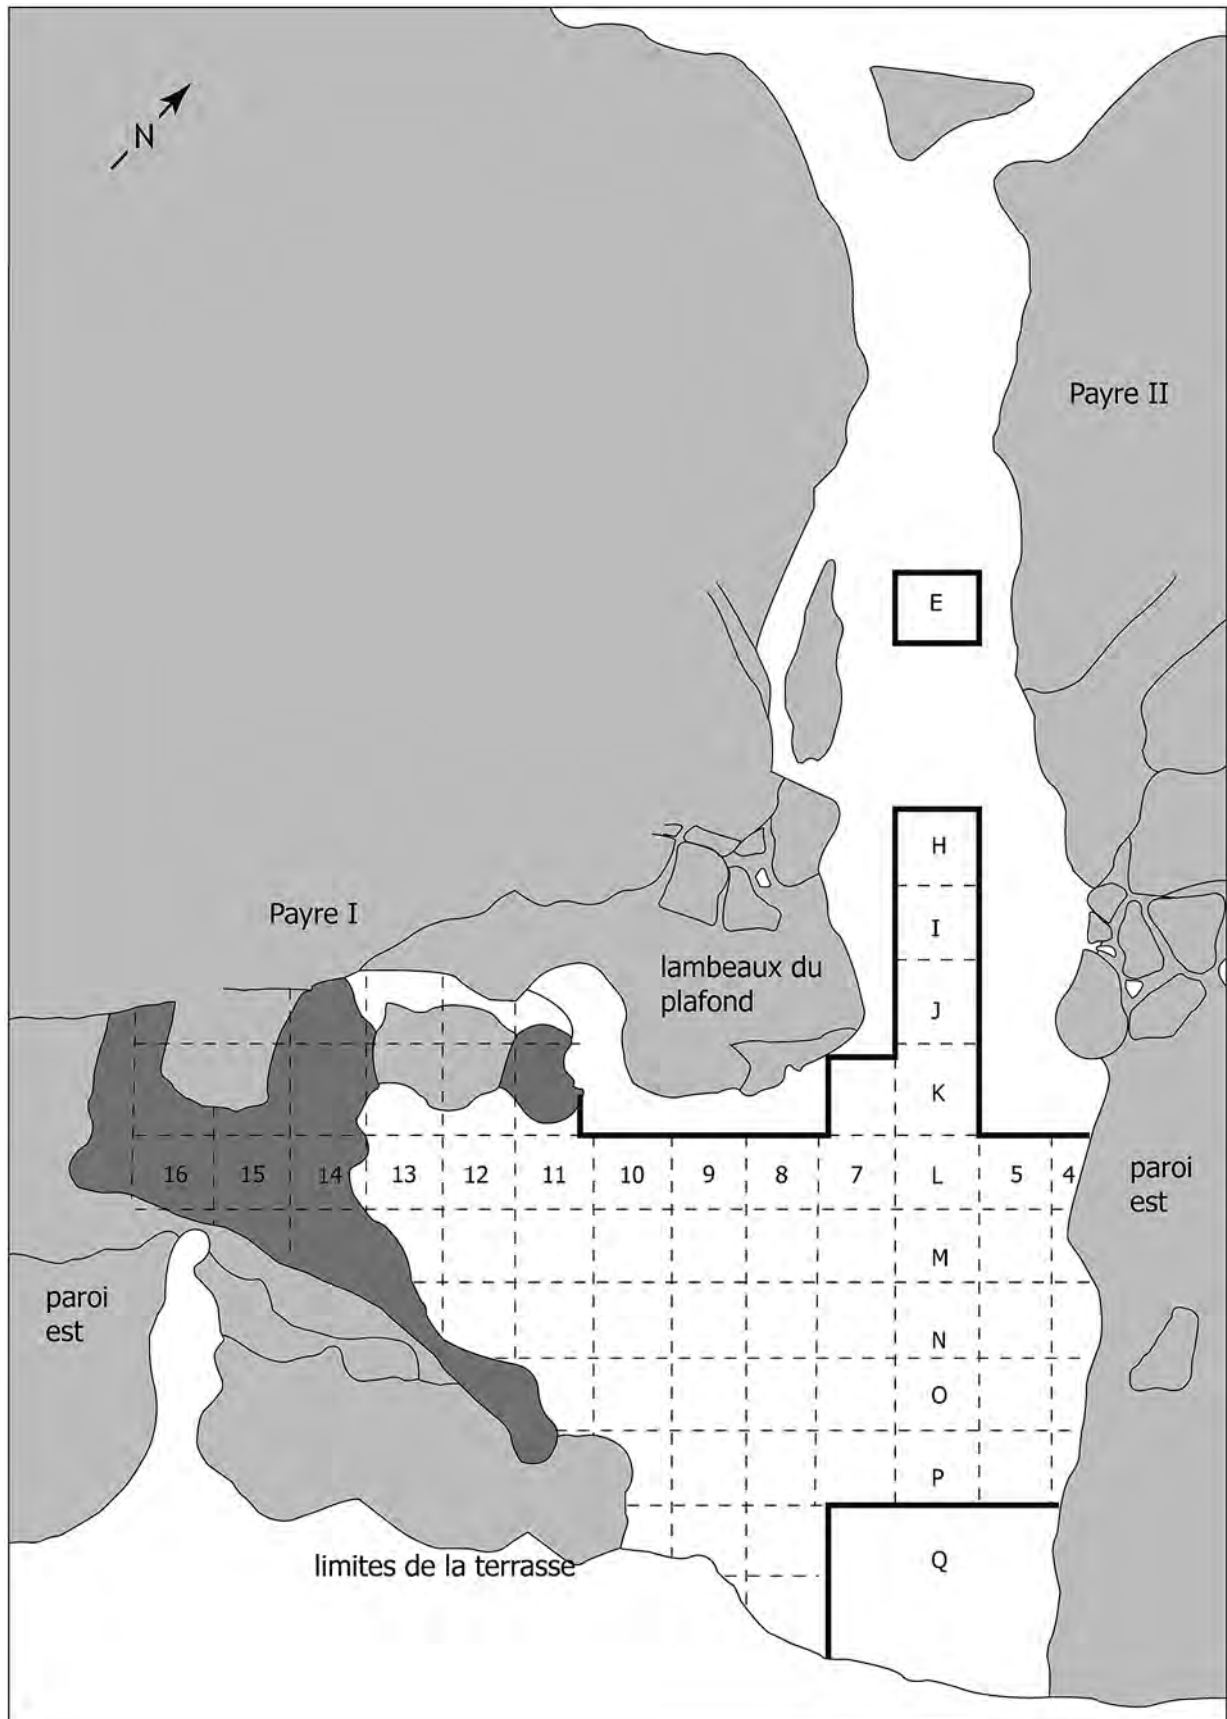 N
Payre II
E
H
Payre I
I
lambeaux du
plafond
J
K
16 15 14 13 12 11 10 9 8 7 L 5 4
paroi
est
M
paroi
est
N
O
P
Q
limites de la terrasse